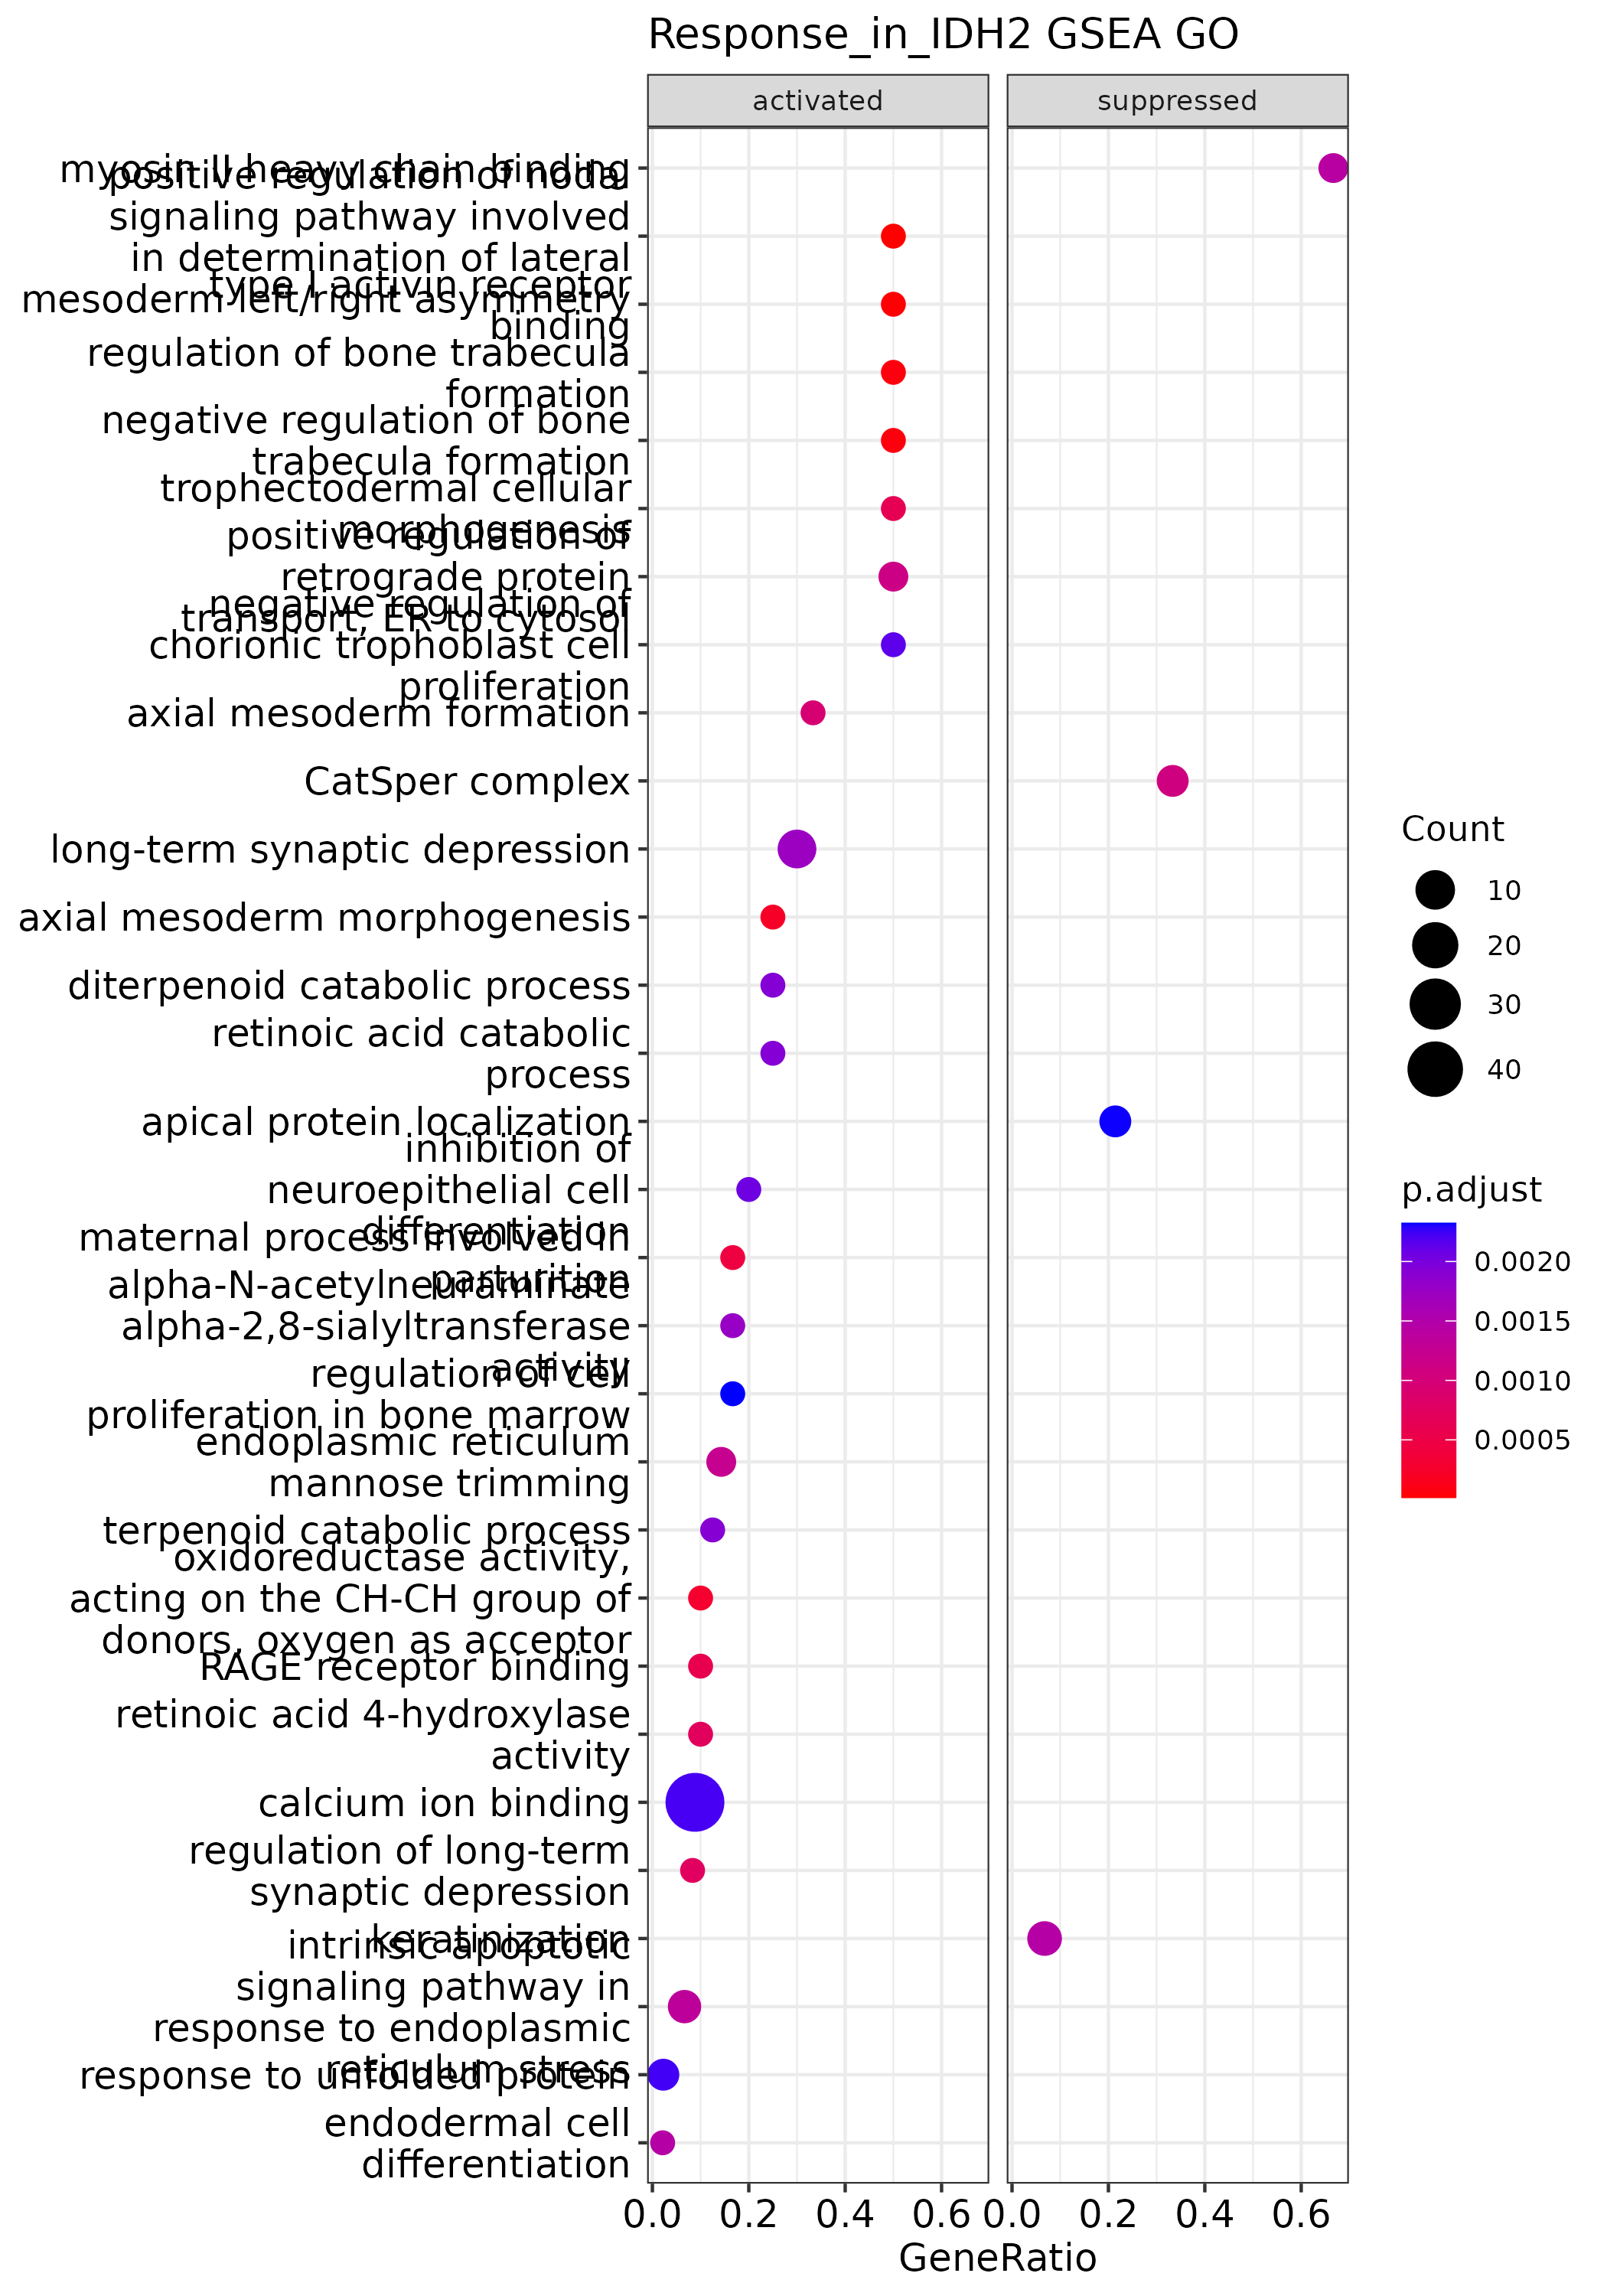 Response_in_IDH2 GSEA GO
activated
suppressed
myosin II heavy chain binding
positive regulation of nodal
signaling pathway involved
in determination of lateral
mesoderm left/right asymmetry
type I activin receptor
binding
regulation of bone trabecula
formation
negative regulation of bone
trabecula formation
trophectodermal cellular
morphogenesis
positive regulation of
retrograde protein
transport, ER to cytosol
negative regulation of
chorionic trophoblast cell
proliferation
axial mesoderm formation
CatSper complex
long-term synaptic depression
axial mesoderm morphogenesis
diterpenoid catabolic process
retinoic acid catabolic
process
apical protein localization
inhibition of
neuroepithelial cell
differentiation
maternal process involved in
parturition
alpha-N-acetylneuraminate
alpha-2,8-sialyltransferase
activity
regulation of cell
proliferation in bone marrow
endoplasmic reticulum
mannose trimming
terpenoid catabolic process
oxidoreductase activity,
acting on the CH-CH group of
donors, oxygen as acceptor
RAGE receptor binding
retinoic acid 4-hydroxylase
activity
calcium ion binding
regulation of long-term
synaptic depression
keratinization
intrinsic apoptotic
signaling pathway in
response to endoplasmic
reticulum stress
response to unfolded protein
endodermal cell
differentiation
0.0 0.2 0.4 0.6 0.0 0.2 0.4 0.6
GeneRatio
Count
10
20
30
40
p.adjust
0.0020
0.0015
0.0010
0.0005